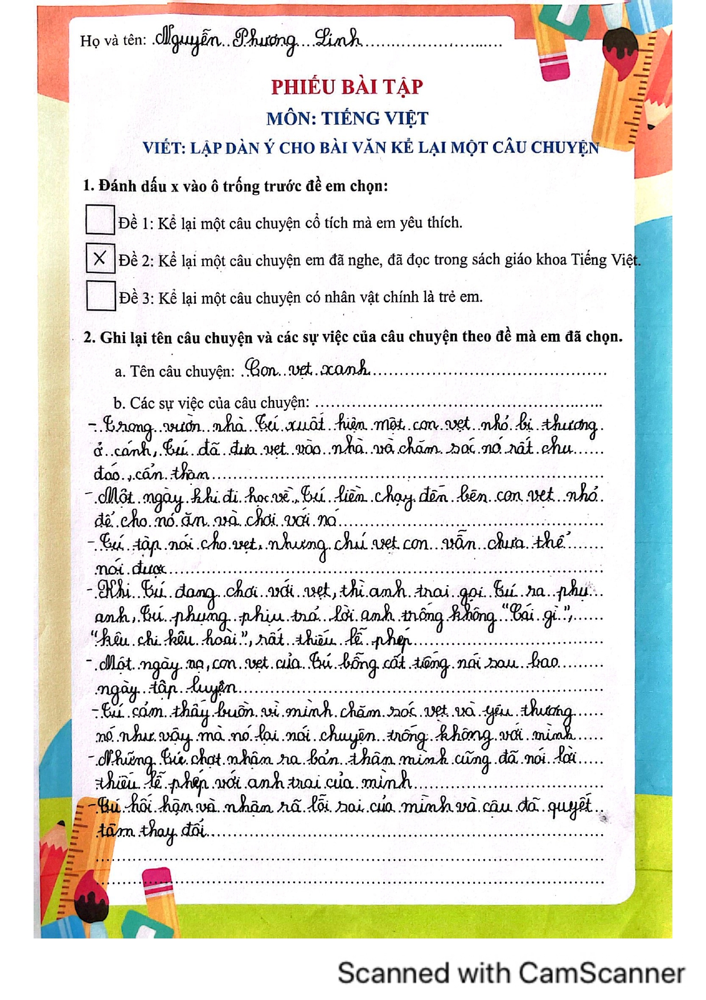 Họ và tên: Nguyễn Phương Linh
PHIẾU BÀI TẬP
MÔN: TIẾNG VIỆT
VIẾT: LẬP DÀN Ý CHO BÀI VĂN KỂ LẠI MỘT CÂU CHUYỆN
1. Đánh dấu x vào ô trống trước đề em chọn:
Đề 1: Kể lại một câu chuyện cổ tích mà em yêu thích.
X Đề 2: Kể lại một câu chuyện em đã nghe, đã đọc trong sách giáo khoa Tiếng Việt.
Đề 3: Kể lại một câu chuyện có nhân vật chính là trẻ em.
2. Ghi lại tên câu chuyện và các sự việc của câu chuyện theo đề mà em đã chọn.
a. Tên câu chuyện: Con vẹt xanh
b. Các sự việc của câu chuyện:
- Trong vườn nhà Tú xuất hiện một con vẹt nhỏ bị thương
ở cánh, Tú đã đưa vẹt vào nhà và chăm sóc nó rất chu
đáo, cẩn thận
- Một ngày khi đi học về, Tú liền chạy đến bên con vẹt nhỏ
để cho nó ăn và chơi với nó
- Tú tập nói cho vẹt, nhưng chú vẹt con vẫn chưa thể
nói được
- Khi Tú đang chơi với vẹt, thì anh trai gọi Tú ra phụ
anh, Tú phụng phịu trả lời anh trống không "Cái gì",
"kêu chi kêu hoài", rất thiếu lễ phép
- Một ngày nọ, con vẹt của Tú bỗng cất tiếng nói sau bao
ngày tập luyện
- Tú cảm thấy buồn vì mình chăm sóc vẹt và yêu thương
nó như vậy mà nó lại nói chuyện trống không với mình
- Những Tú chợt nhận ra bản thân mình cũng đã nói lời
thiếu lễ phép với anh trai của mình
- Tú hối hận và nhận rã lỗi sai của mình và cậu đã quyết
tâm thay đổi
Scanned with CamScanner